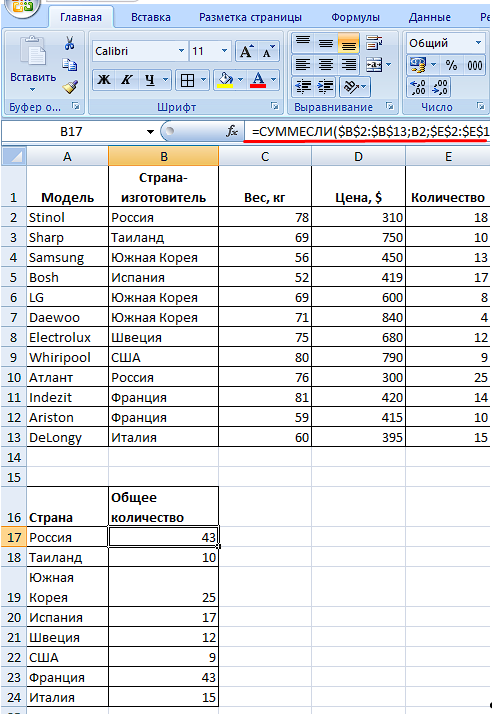 Главная Вставка Разметка страницы Формулы Данные
Calibri 11 A A Общий
Вставить Ж К Ч A % 000
Буфер о... Шрифт Выравнивание Число
B17 fx =СУММЕСЛИ($B$2:$B$13;B2;$E$2:$E$1
A B C D E
1 Модель Страна-изготовитель Вес, кг Цена, $ Количество
2 Stinol Россия 78 310 18
3 Sharp Таиланд 69 750 10
4 Samsung Южная Корея 56 450 13
5 Bosh Испания 52 419 17
6 LG Южная Корея 69 600 8
7 Daewoo Южная Корея 71 840 4
8 Electrolux Швеция 75 680 12
9 Whiripool США 80 790 9
10 Атлант Россия 76 300 25
11 Indezit Франция 81 420 14
12 Ariston Франция 59 415 10
13 DeLongy Италия 60 395 15
14
15
16 Страна Общее количество
17 Россия 43
18 Таиланд 10
19 Южная Корея 25
20 Испания 17
21 Швеция 12
22 США 9
23 Франция 43
24 Италия 15